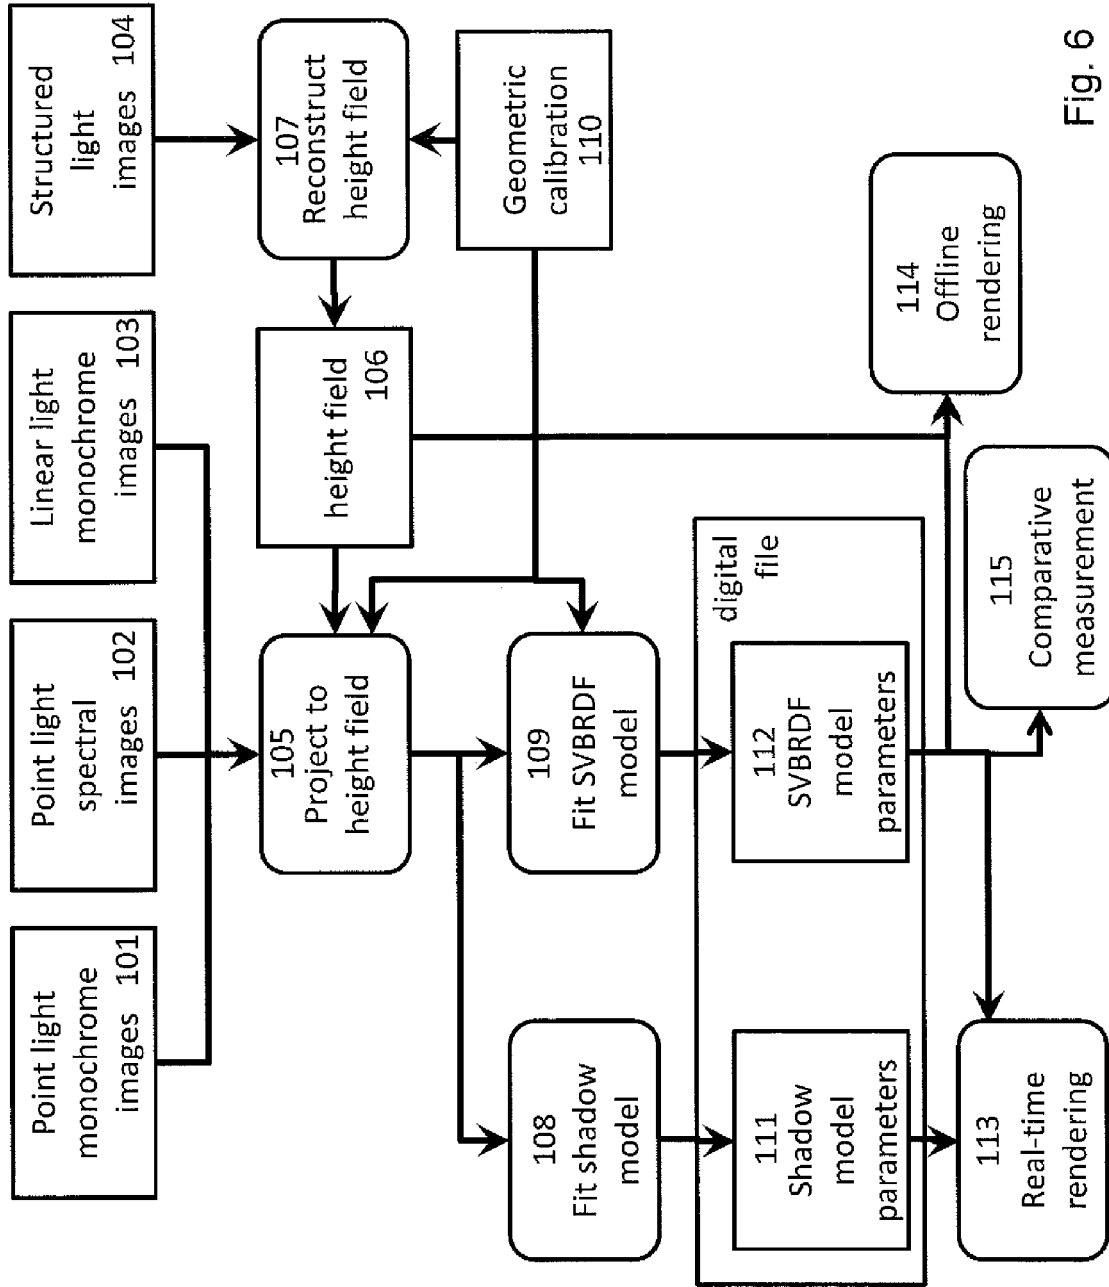 Point light
monochrome
images 101
Point light
spectral
images 102
Linear light
monochrome
images 103
Structured
light
images 104
105
Project to
height field
height field
106
107
Reconstruct
height field
108
Fit shadow
model
109
Fit SVBRDF
model
Geometric
calibration
110
digital
file
111
Shadow
model
parameters
112
SVBRDF
model
parameters
113
Real-time
rendering
115
Comparative
measurement
114
Offline
rendering
Fig. 6